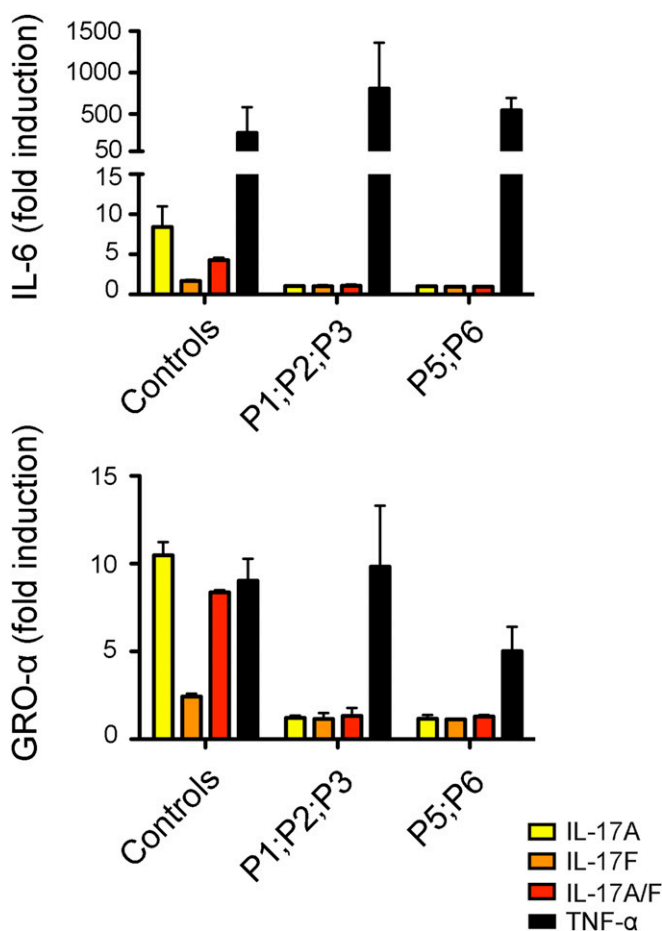 IL-6 (fold induction)
1500
1000
500
50
15
10
5
0
Controls
P1;P2;P3
P5;P6
GRO-α (fold induction)
15
10
5
0
Controls
P1;P2;P3
P5;P6
IL-17A
IL-17F
IL-17A/F
TNF-α